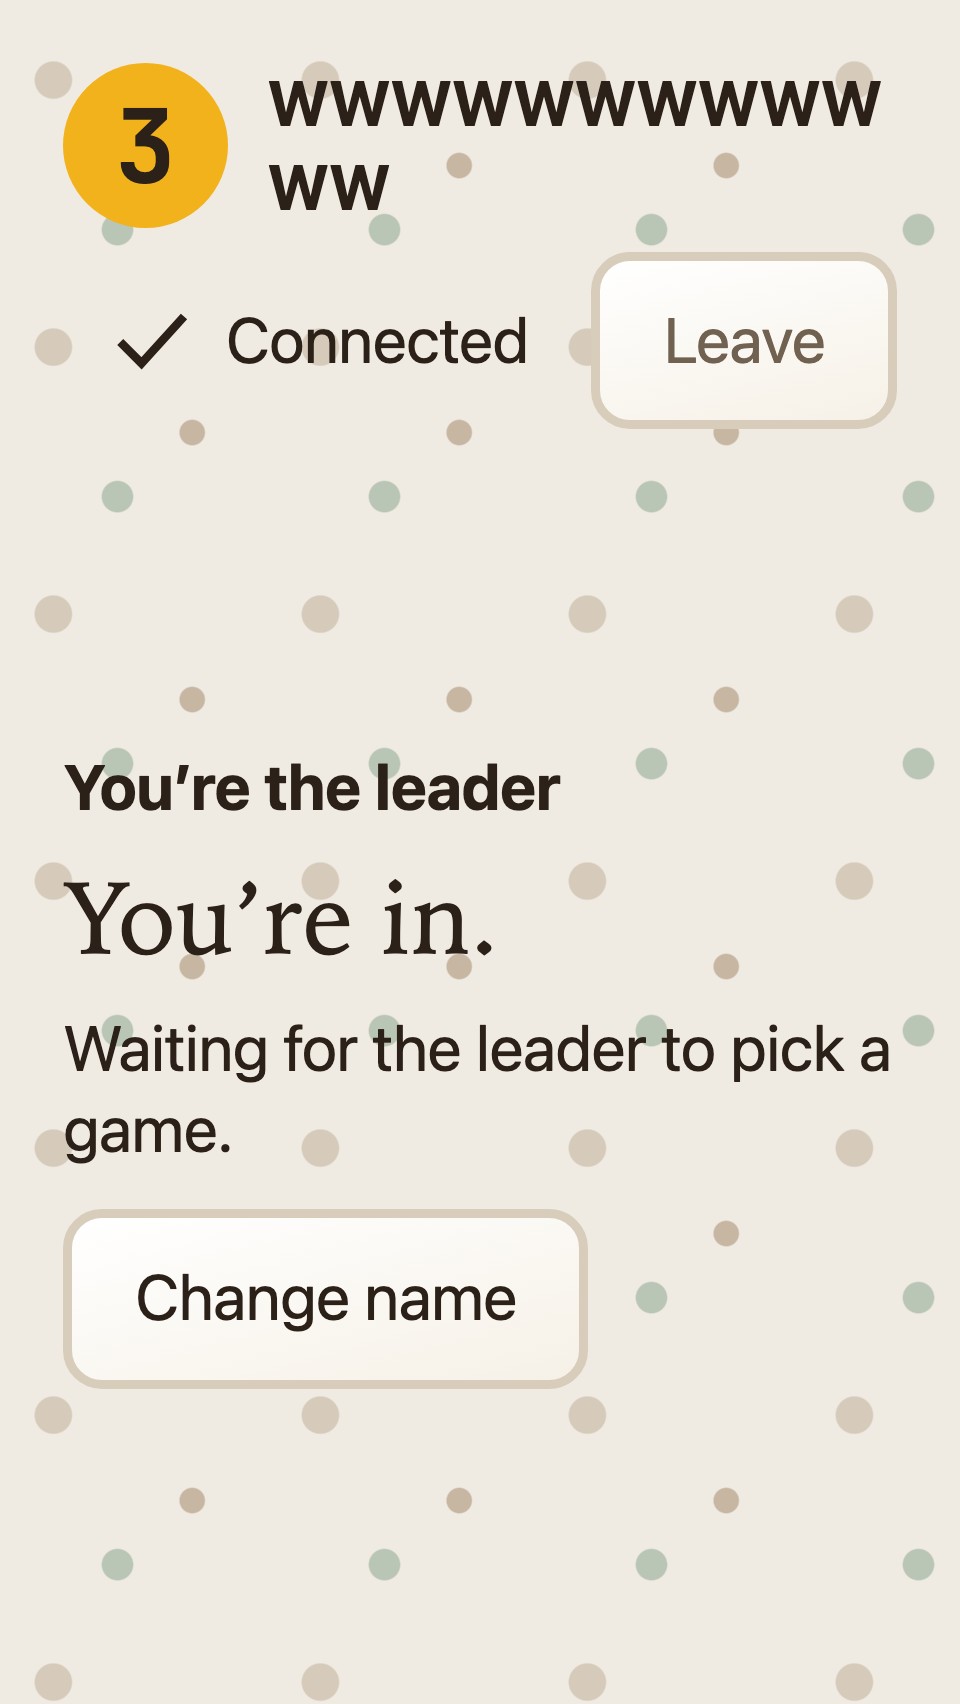 3
WWWWWWWWWW
WW
Connected
Leave
You're the leader
You’re in.
Waiting for the leader to pick a
game.
Change name